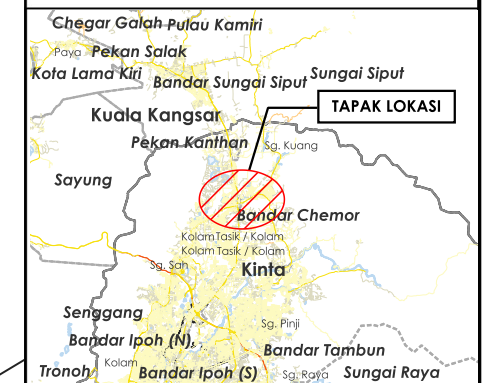 Chegar Galah Pulau Kamiri
Paya Pekan Salak
Kota Lama Kiri
Bandar Sungai Siput Sungai Siput
TAPAK LOKASI
Kuala Kangsar
Pekan Kanthan
Sg. Kuang
Sayung
Bandar Chemor
Kolam Tasik / Kolam
Kolam Tasik / Kolam
Sg. Sah
Kinta
Senggang
Sg. Pinji
Bandar Ipoh (N)
Bandar Tambun
Kolam
Tronoh
Bandar Ipoh (S)
Sg. Raya
Sungai Raya